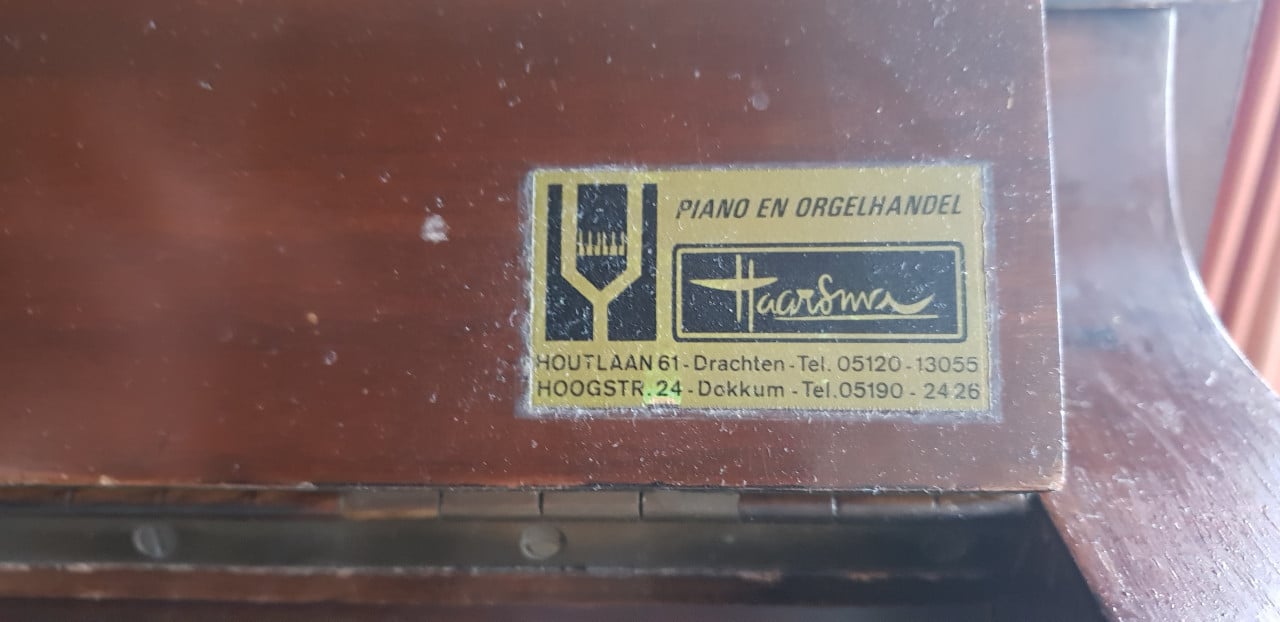 PIANO EN ORGELHANDEL
Haarsma
HOUTLAAN 61 - Drachten - Tel. 05120 - 13055
HOOGSTR. 24 - Dokkum - Tel. 05190 - 2426